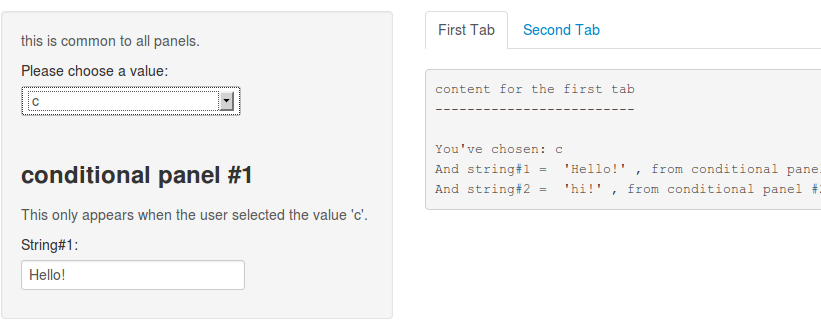 this is common to all panels.
Please choose a value:
c
conditional panel #1
This only appears when the user selected the value 'c'.
String#1:
Hello!
First Tab
Second Tab
content for the first tab
-------------------------
You've chosen: c
And string#1 =  'Hello!' , from conditional pane
And string#2 =  'hi!' , from conditional panel #